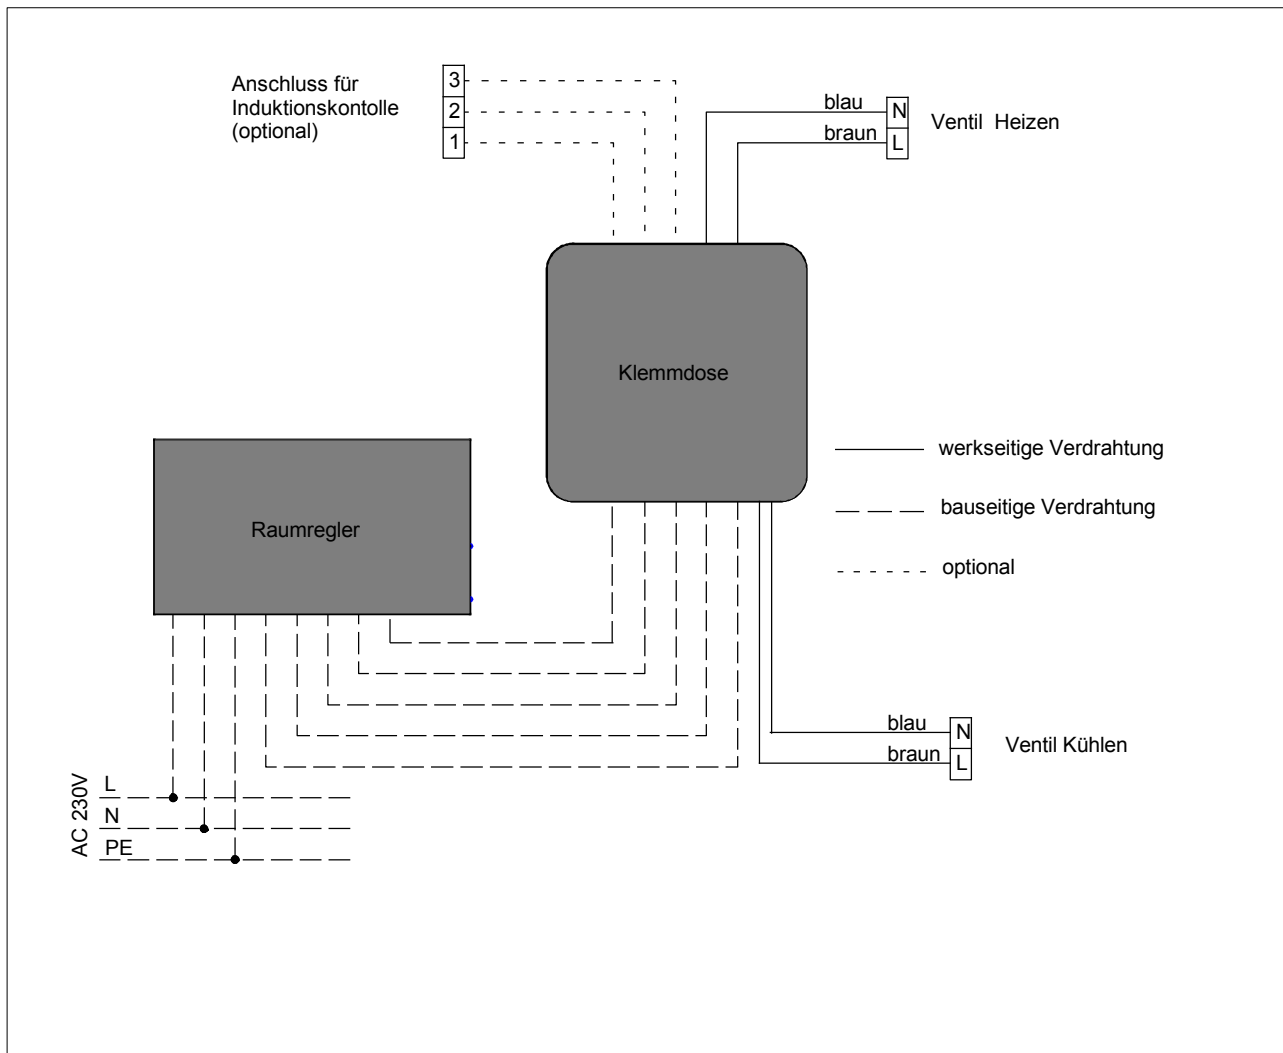 Anschluss für
Induktionskontolle
(optional)
3
2
1
blau
braun
N
L
Ventil Heizen
Klemmdose
werkseitige Verdrahtung
bauseitige Verdrahtung
optional
Raumregler
blau
braun
N
L
Ventil Kühlen
AC 230V
L
N
PE